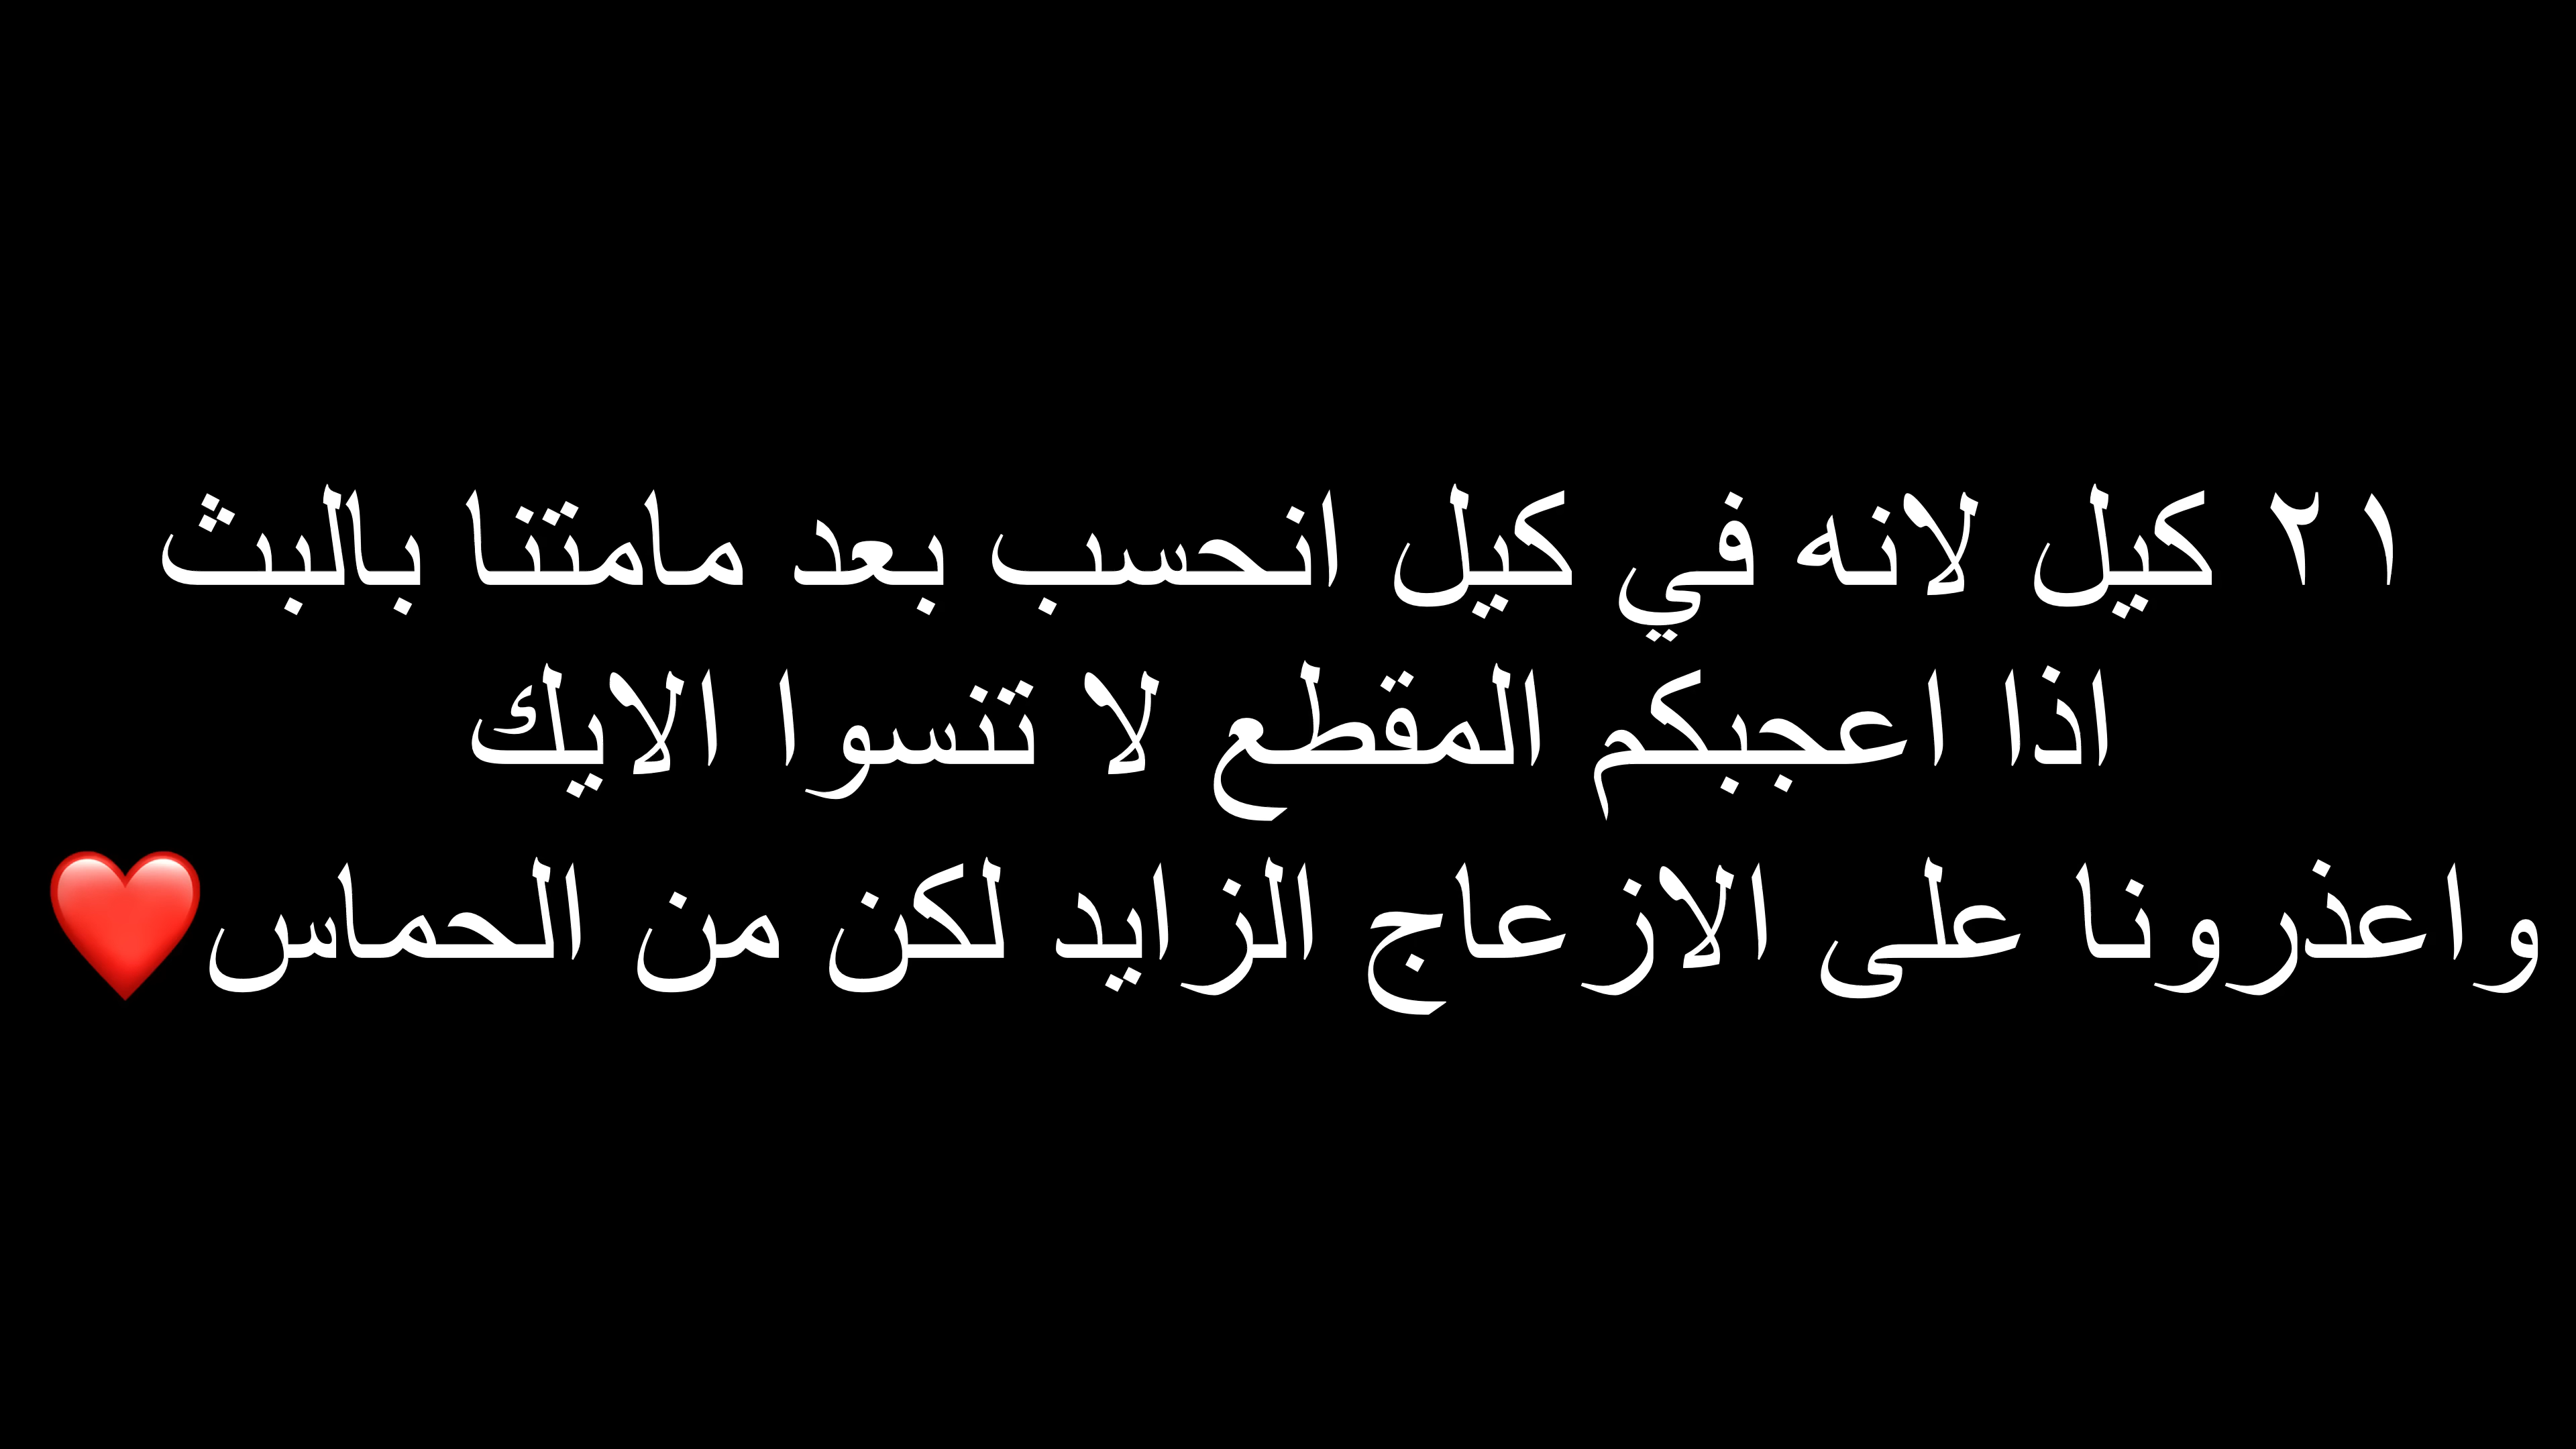 ٢١ كيل لانه في كيل انحسب بعد مامتنا بالبث
اذا اعجبكم المقطع لا تنسوا الايك
واعذرونا على الازعاج الزايد لكن من الحماس❤️